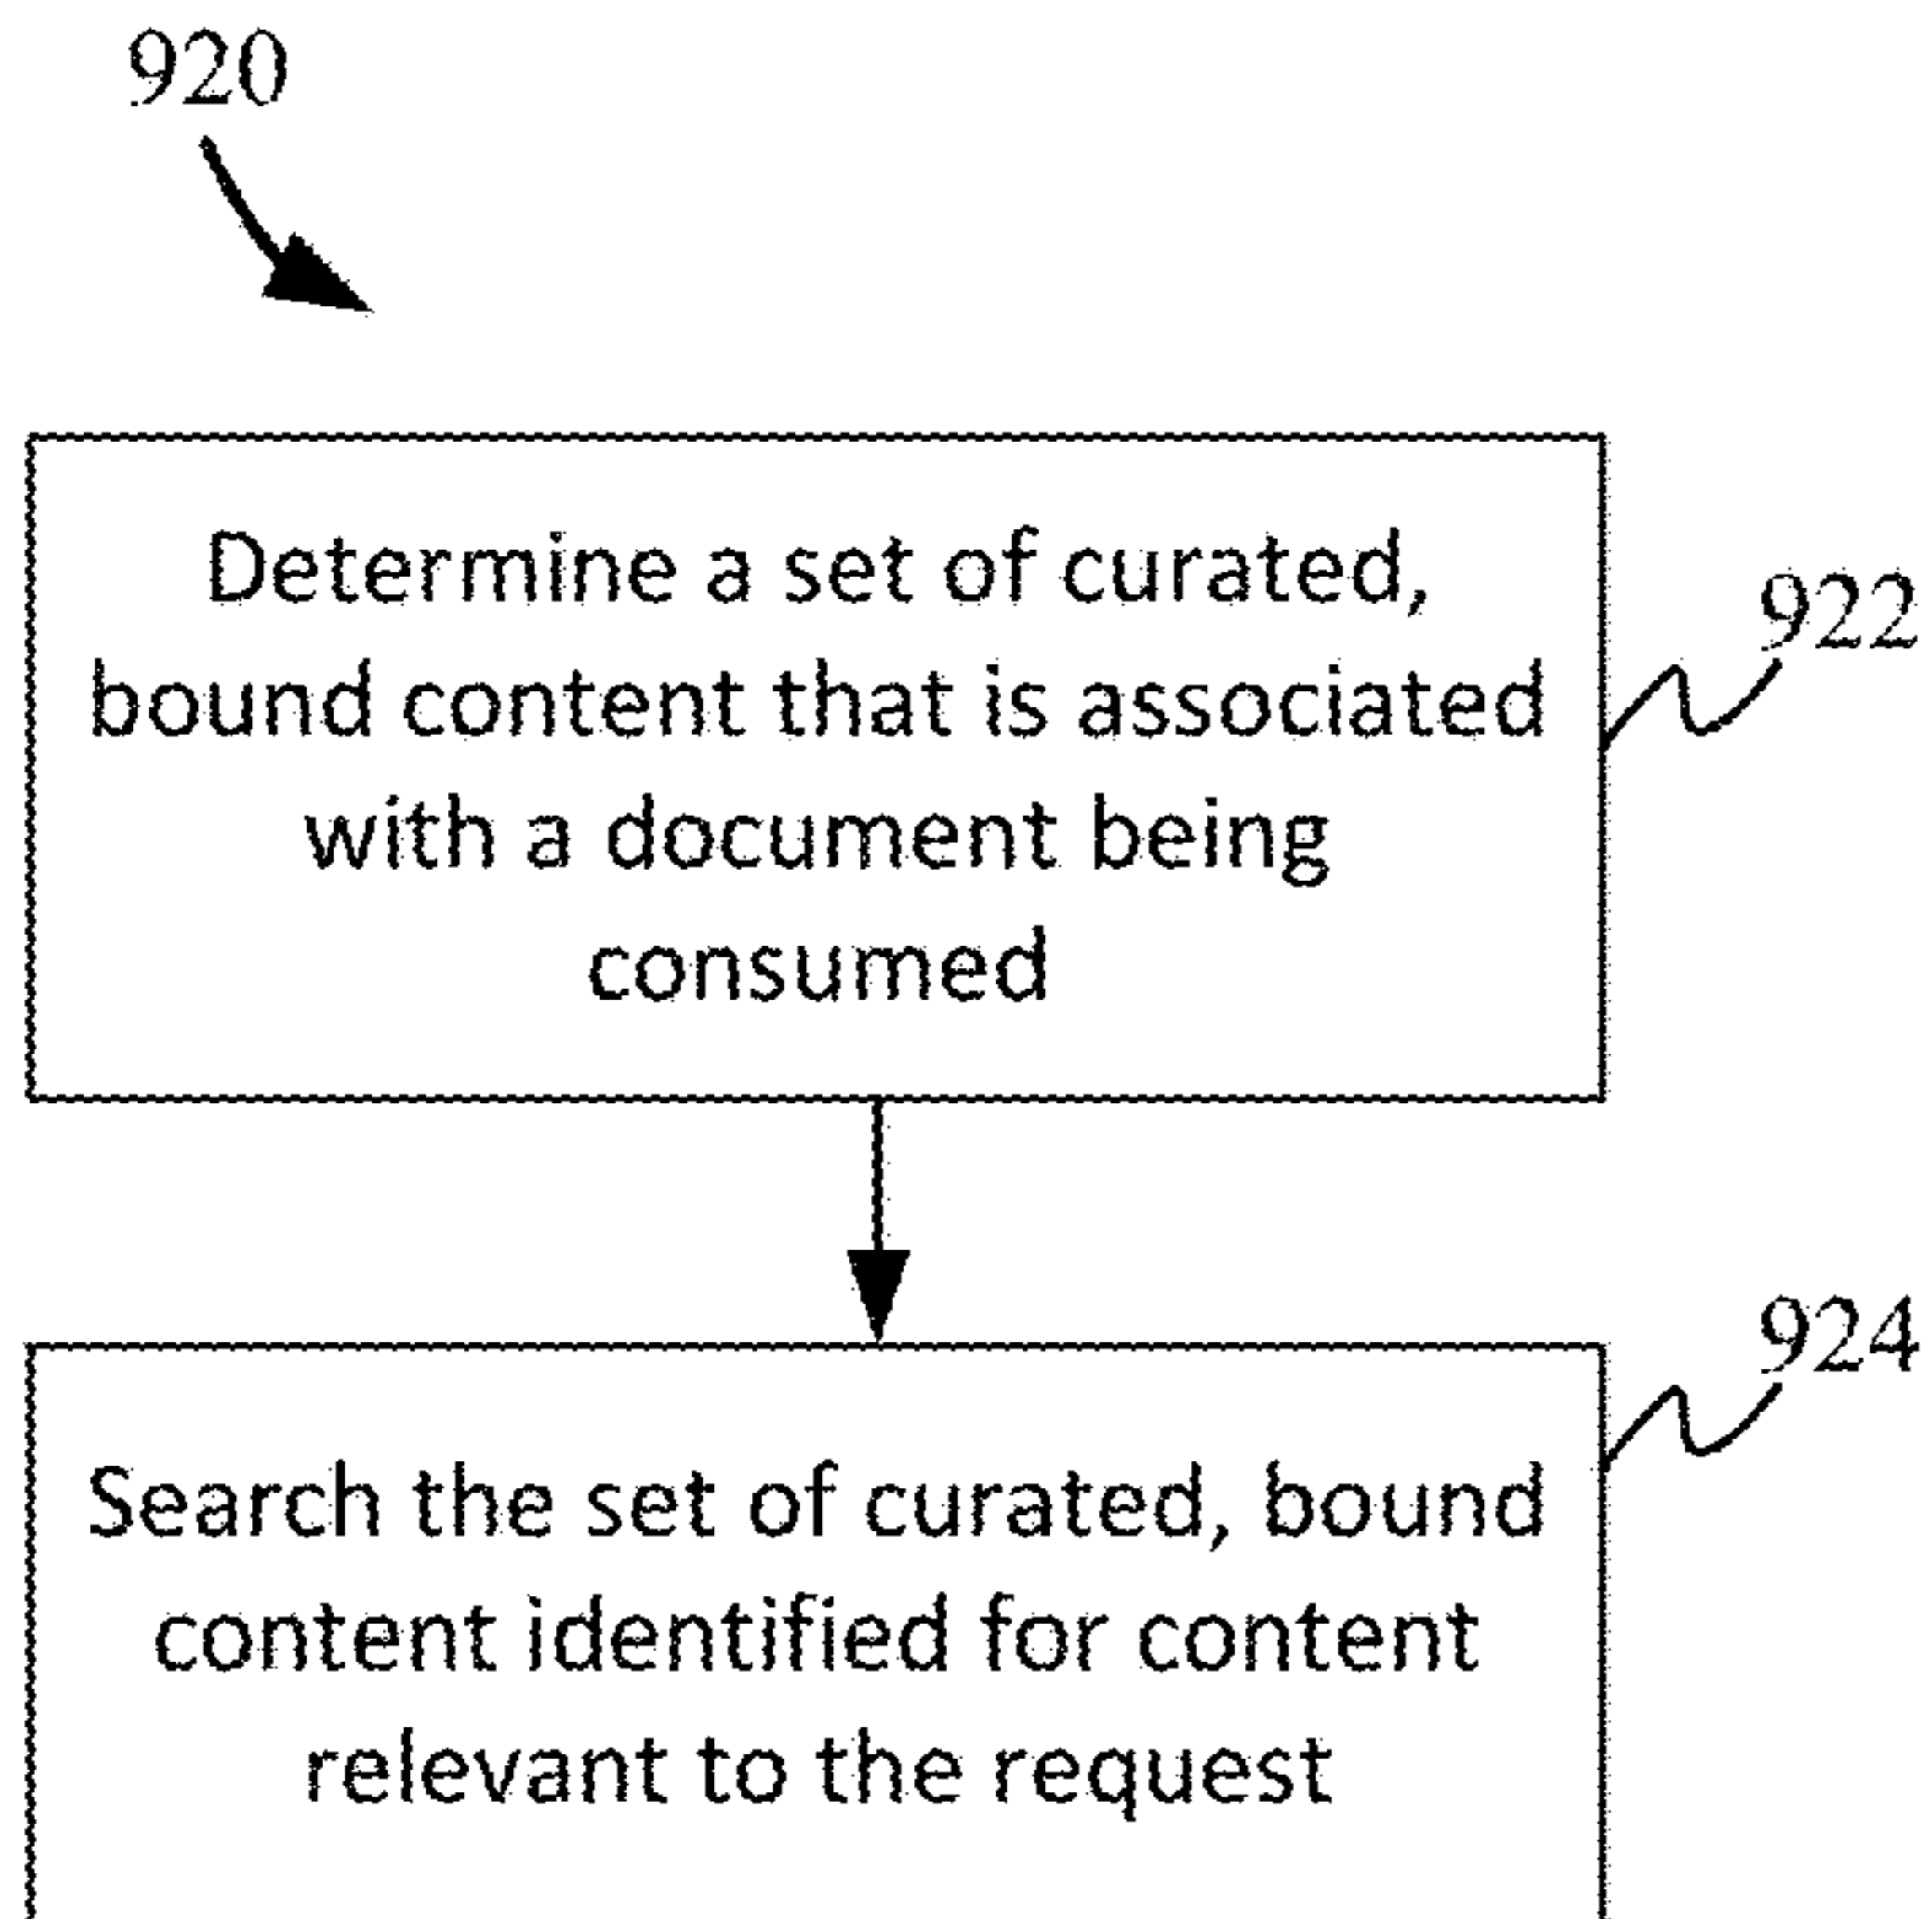 920
Determine a set of curated,
bound content that is associated
with a document being
consumed
922
924
Search the set of curated, bound
content identified for content
relevant to the request